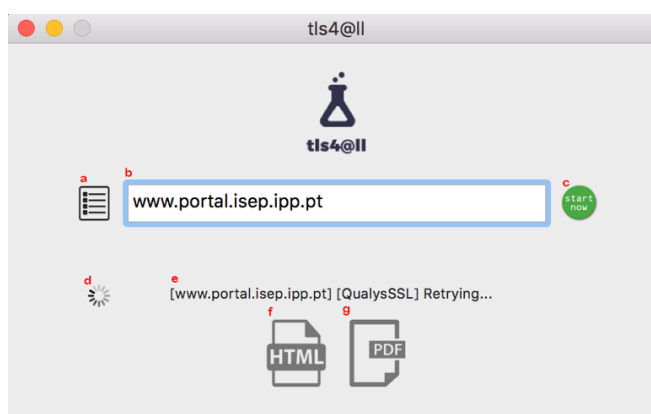 tls4@ll
tls4@ll
a
b
www.portal.isep.ipp.pt
c
start
now
d
e
[www.portal.isep.ipp.pt] [QualysSSL] Retrying...
f
g
HTML
PDF